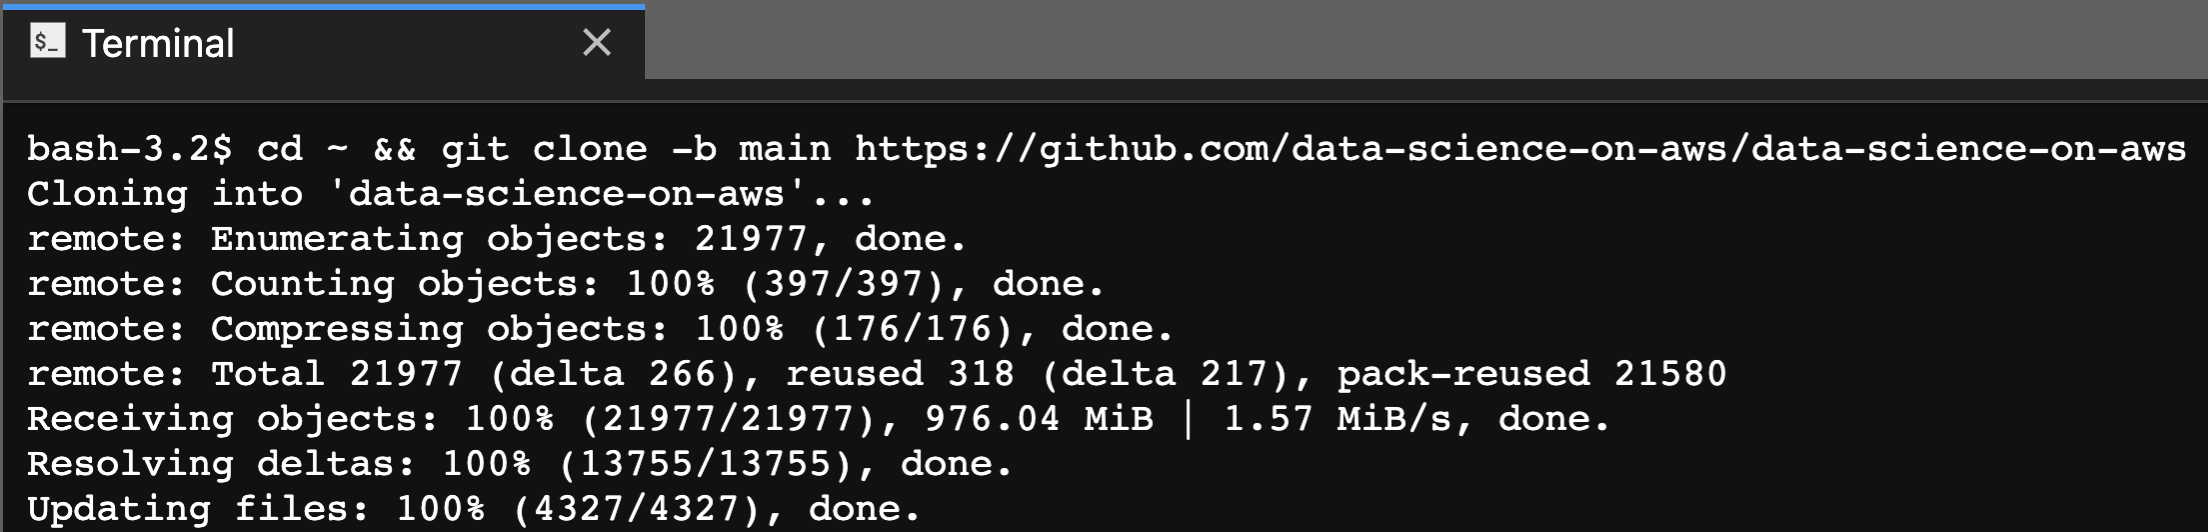 $_ Terminal ×
bash-3.2$ cd ~ && git clone -b main https://github.com/data-science-on-aws/data-science-on-aws
Cloning into 'data-science-on-aws'...
remote: Enumerating objects: 21977, done.
remote: Counting objects: 100% (397/397), done.
remote: Compressing objects: 100% (176/176), done.
remote: Total 21977 (delta 266), reused 318 (delta 217), pack-reused 21580
Receiving objects: 100% (21977/21977), 976.04 MiB | 1.57 MiB/s, done.
Resolving deltas: 100% (13755/13755), done.
Updating files: 100% (4327/4327), done.